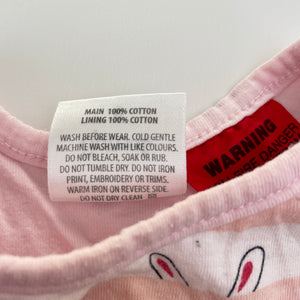 MAIN 100% COTTON
LINING 100% COTTON
WASH BEFORE WEAR. COLD GENTLE
MACHINE WASH WITH LIKE COLOURS.
DO NOT BLEACH, SOAK OR RUB.
DO NOT TUMBLE DRY. DO NOT IRON
PRINT, EMBROIDERY OR TRIMS.
WARM IRON ON REVERSE SIDE.
DO NOT DRY CLEAN
WARNING
DANGER